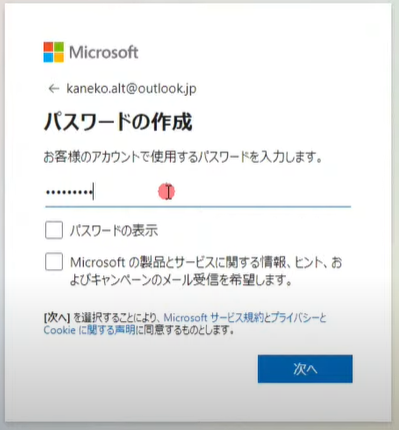 Microsoft
← kaneko.alt@outlook.jp
パスワードの作成
お客様のアカウントで使用するパスワードを入力します。
•••••••••
パスワードの表示
Microsoft の製品とサービスに関する情報、ヒント、お
よびキャンペーンのメール受信を希望します。
[次へ] を選択することにより、Microsoft サービス規約とプライバシーと
Cookie に関する声明に同意するものとします。
次へ